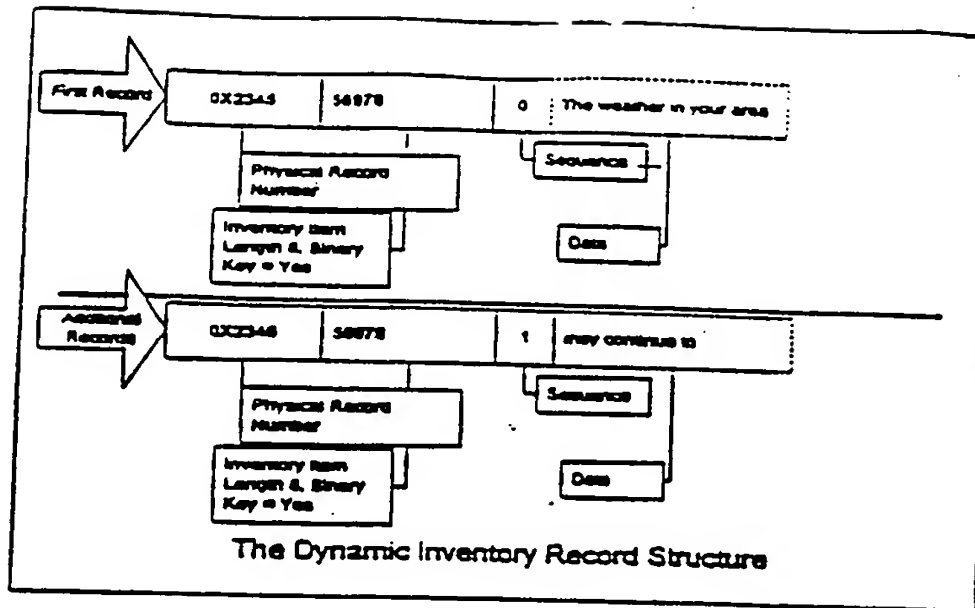 First Record
0X2345 56978 0 The weather in your area
Sequence
Physical Record
Number
Inventory Item
Length & Binary
Key = Yes
Data
Additional
Records
0X2346 56978 1 may continue to
Sequence
Physical Record
Number
Inventory Item
Length & Binary
Key = Yes
Data
The Dynamic Inventory Record Structure